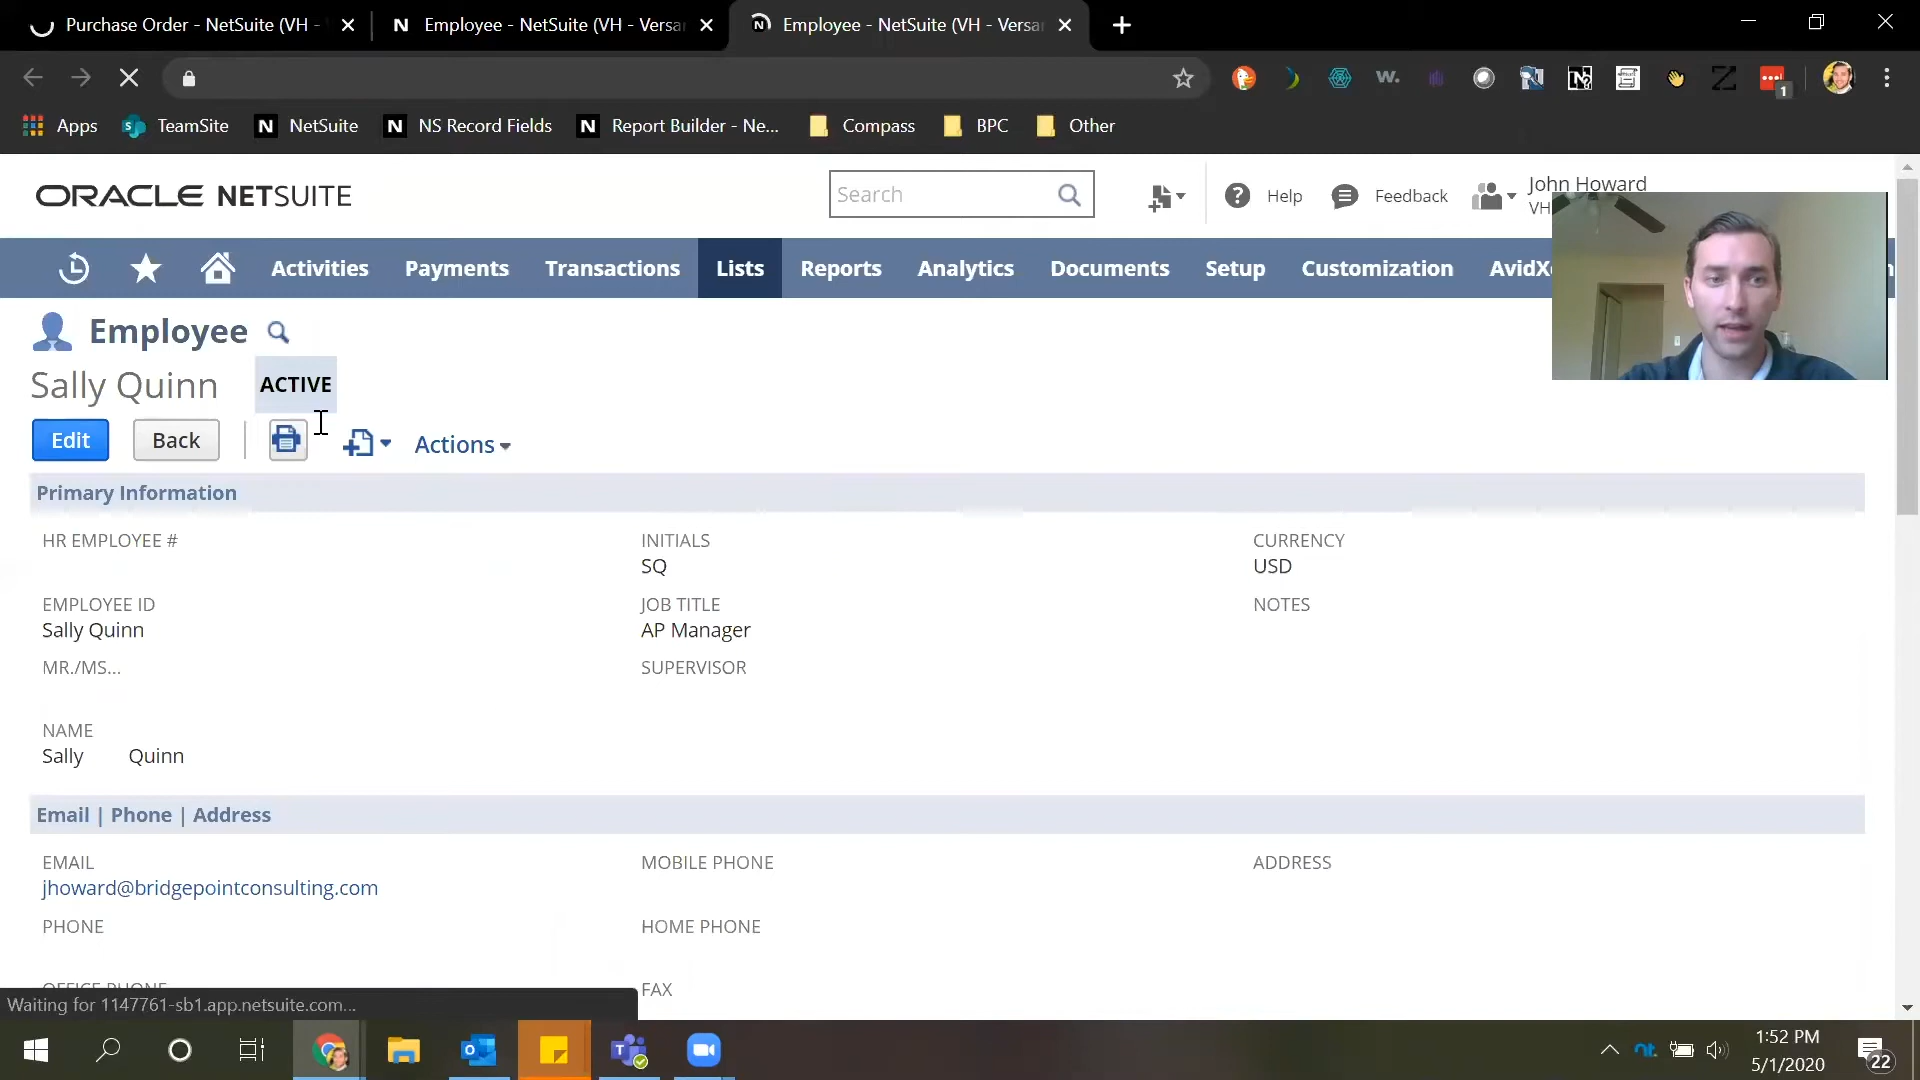 Purchase Order - NetSuite (VH -
Employee - NetSuite (VH - Versa
Employee - NetSuite (VH - Versar
Apps
TeamSite
NetSuite
NS Record Fields
Report Builder - Ne...
Compass
BPC
Other
ORACLE NETSUITE
Search
Help
Feedback
John Howard
VH
Activities
Payments
Transactions
Lists
Reports
Analytics
Documents
Setup
Customization
AvidX
Employee
Sally Quinn
ACTIVE
Edit
Back
Actions
Primary Information
HR EMPLOYEE #
INITIALS
SQ
CURRENCY
USD
EMPLOYEE ID
Sally Quinn
JOB TITLE
AP Manager
NOTES
MR./MS...
SUPERVISOR
NAME
Sally Quinn
Email | Phone | Address
EMAIL
jhoward@bridgepointconsulting.com
MOBILE PHONE
ADDRESS
PHONE
HOME PHONE
OFFICE PHONE
FAX
Waiting for 1147761-sb1.app.netsuite.com...
1:52 PM
5/1/2020
22